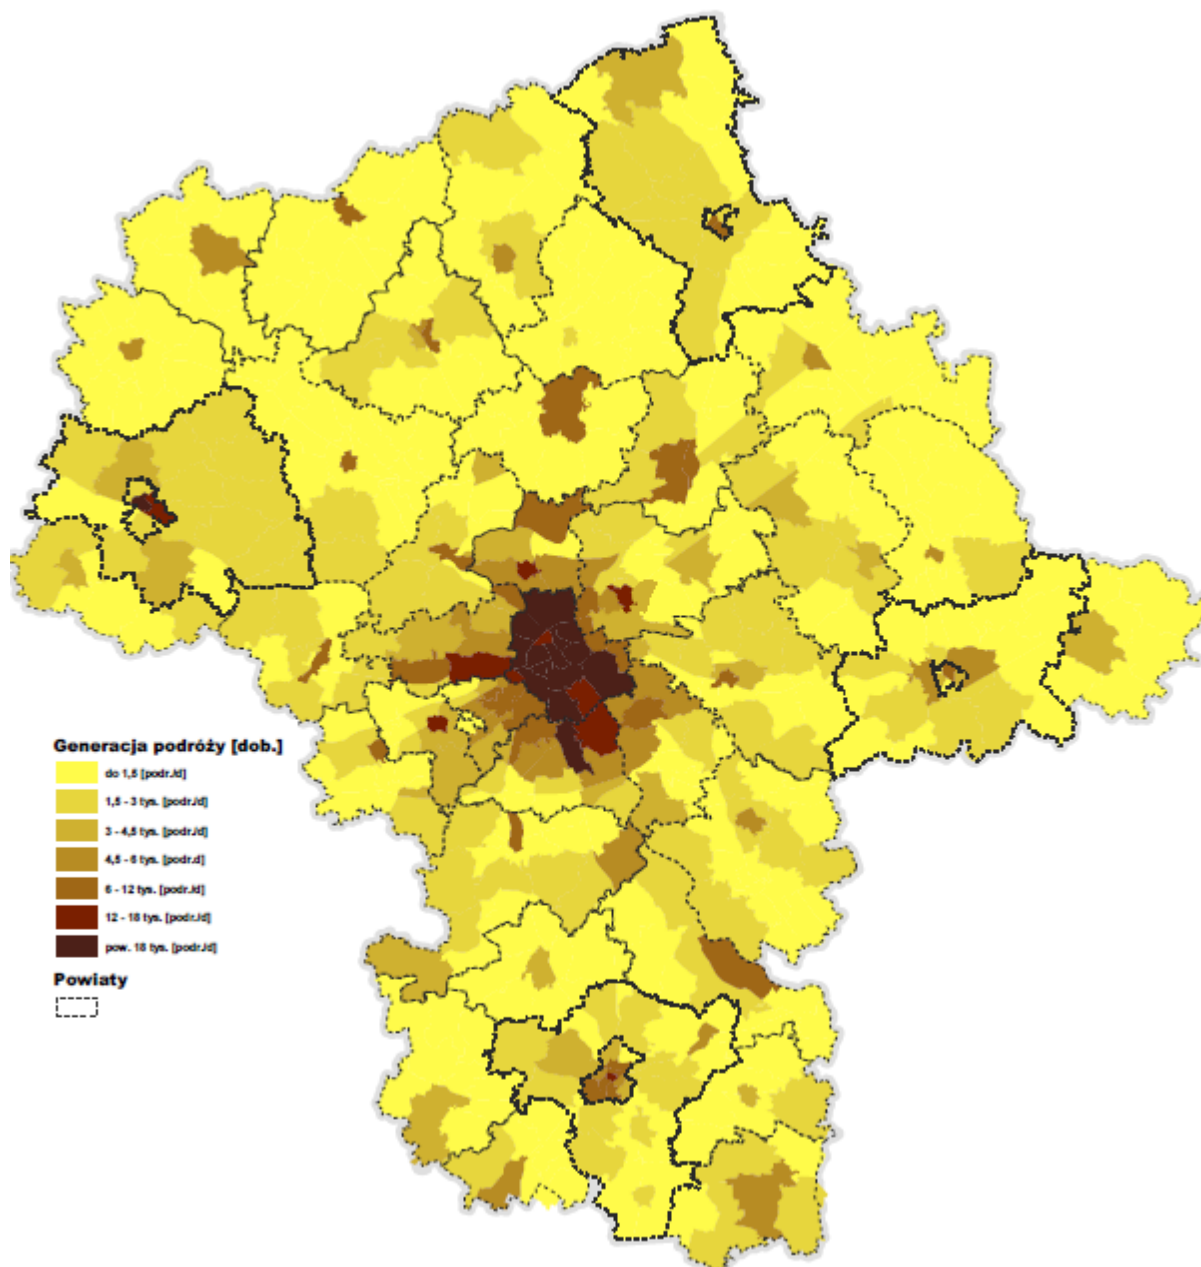 Generacja podróży [dob.]
do 1,5 [podr./d]
1,5 - 3 tys. [podr./d]
3 - 4,5 tys. [podr./d]
4,5 - 6 tys. [podr.d]
6 - 12 tys. [podr./d]
12 - 18 tys. [podr./d]
pow. 18 tys. [podr./d]
Powiaty